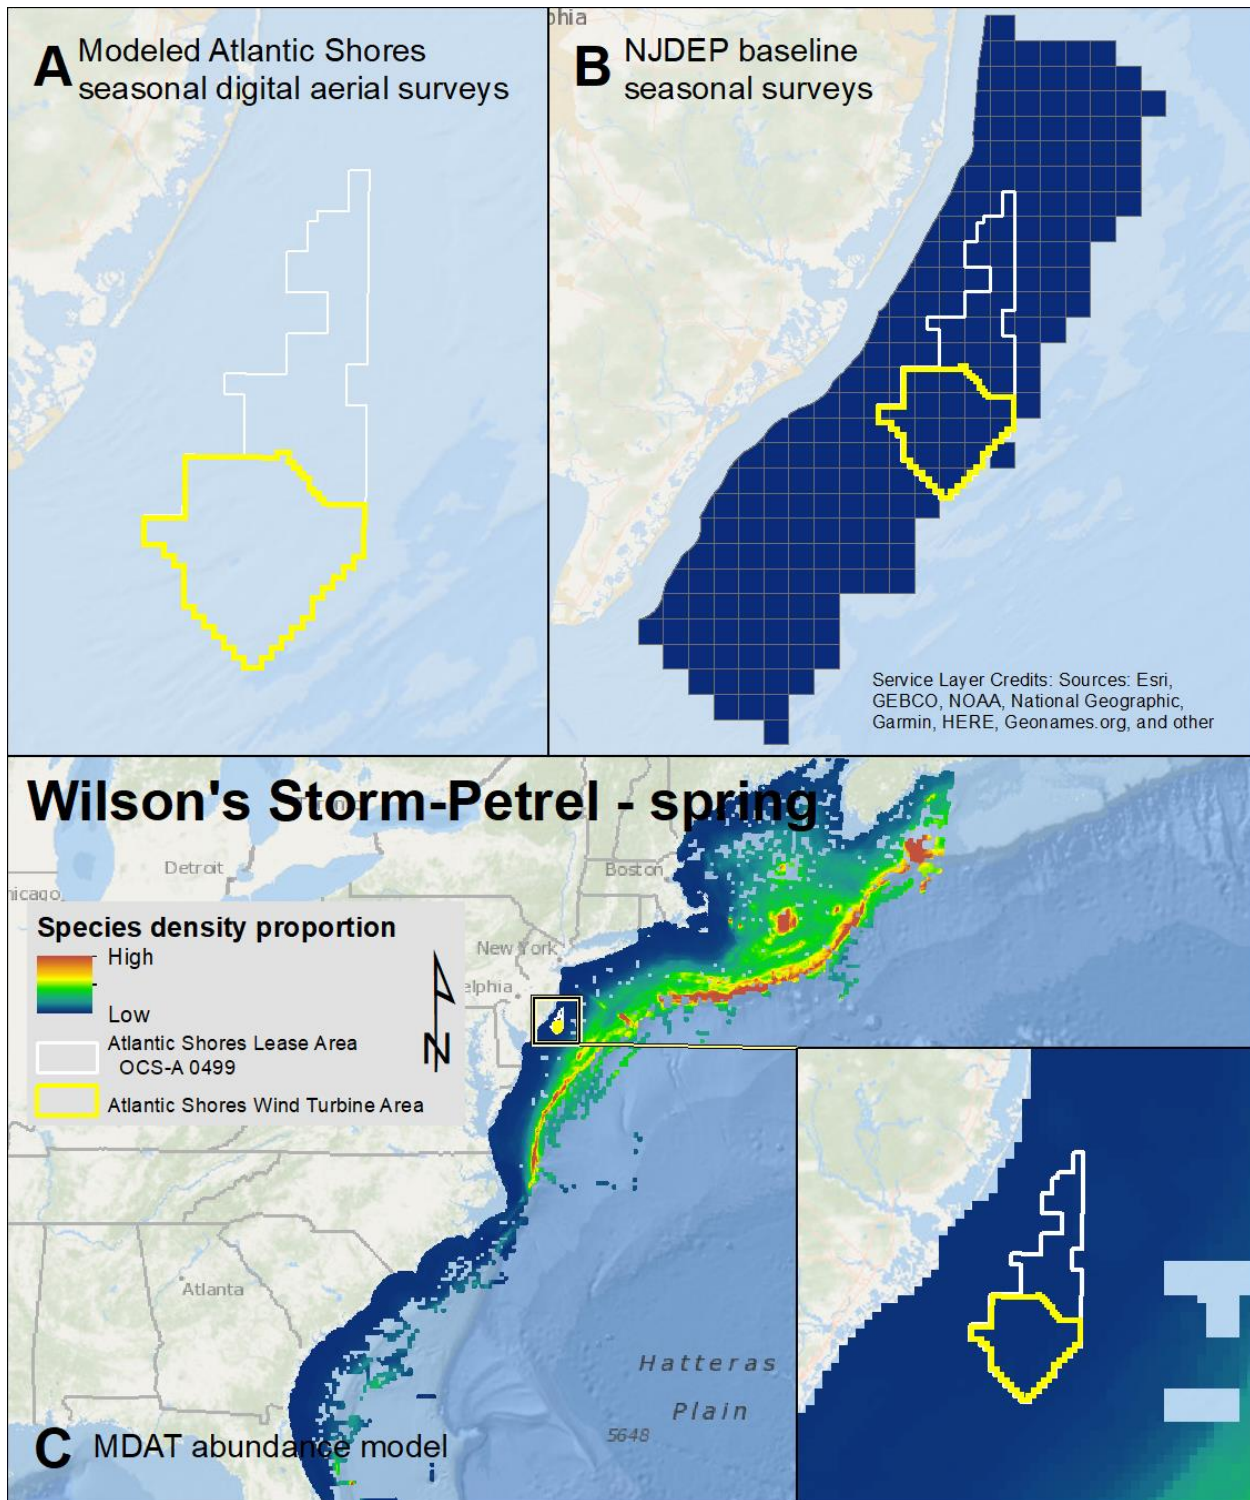 A Modeled Atlantic Shores
seasonal digital aerial surveys
phia
B NJDEP baseline
seasonal surveys
Service Layer Credits: Sources: Esri,
GEBCO, NOAA, National Geographic,
Garmin, HERE, Geonames.org, and other
Wilson's Storm-Petrel - spring
Detroit
Boston
hicago
Species density proportion
High
Low
Atlantic Shores Lease Area
OCS-A 0499
Atlantic Shores Wind Turbine Area
N
New York
elphia
Atlanta
Hatteras
Plain
5648
C MDAT abundance model